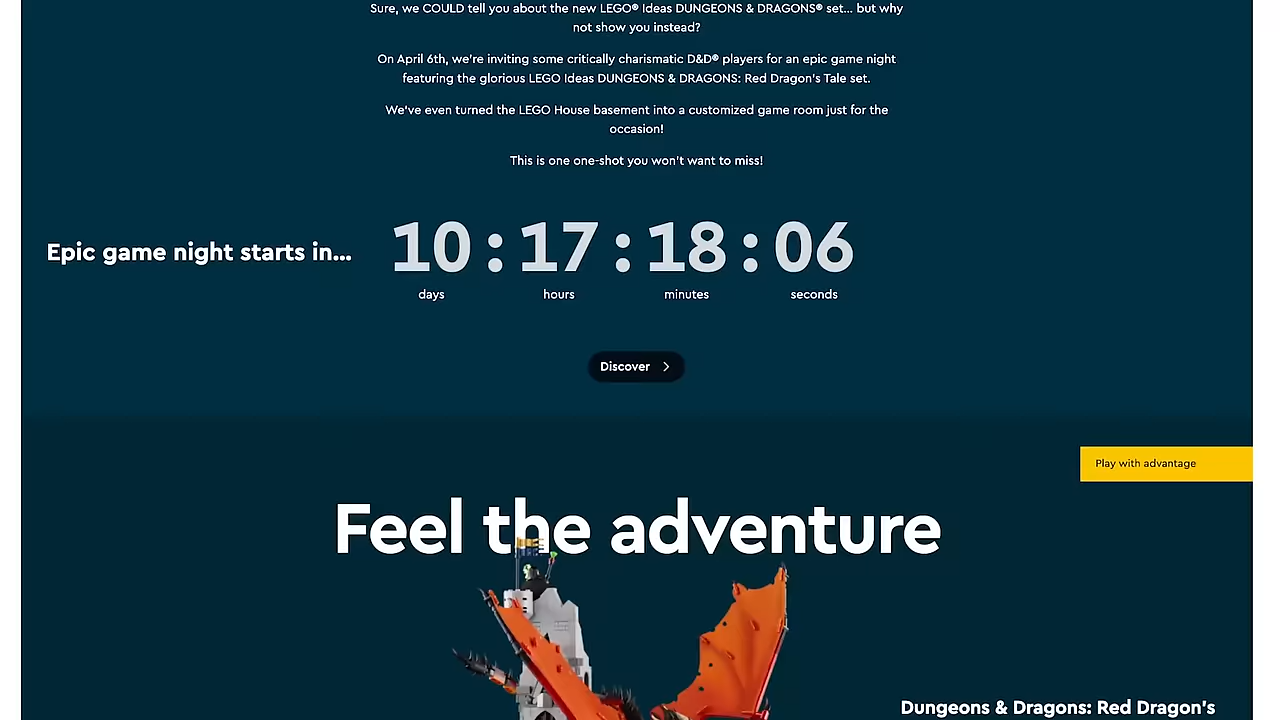 Sure, we COULD tell you about the new LEGO® Ideas DUNGEONS & DRAGONS® set... but why
not show you instead?
On April 6th, we're inviting some critically charismatic D&D® players for an epic game night
featuring the glorious LEGO Ideas DUNGEONS & DRAGONS: Red Dragon's Tale set.
We've even turned the LEGO House basement into a customized game room just for the
occasion!
This is one one-shot you won't want to miss!
Epic game night starts in...
10 : 17 : 18 : 06
days hours minutes seconds
Discover
Play with advantage
Feel the adventure
Dungeons & Dragons: Red Dragon's